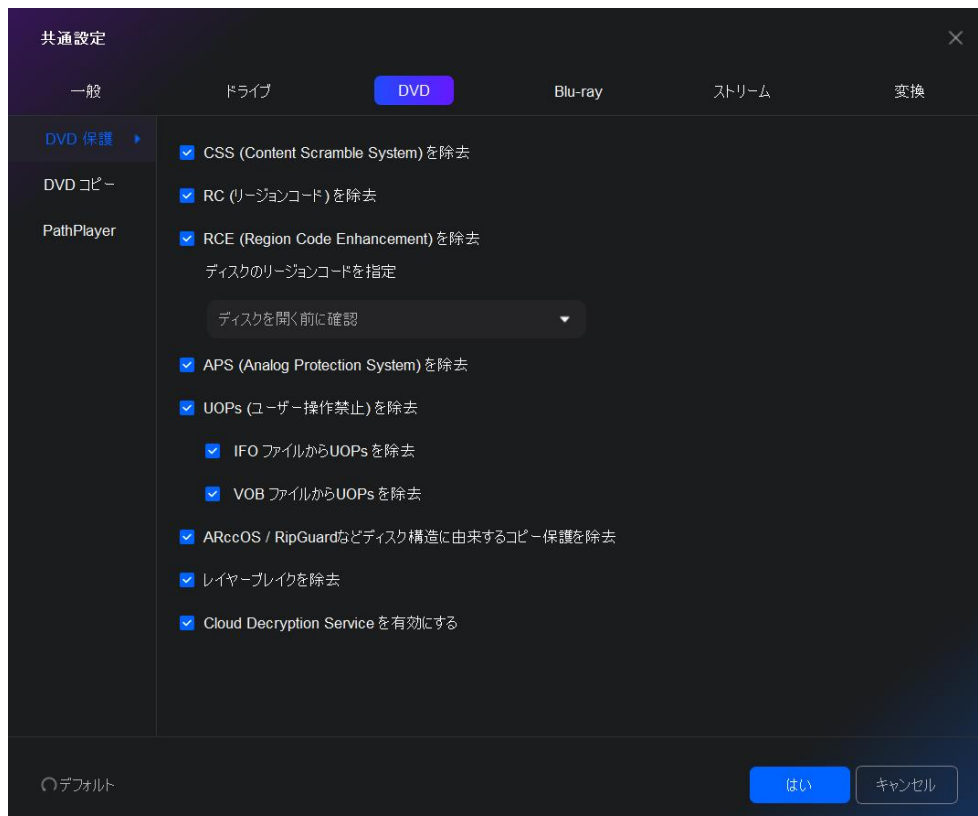 共通設定
一般 ドライブ DVD Blu-ray ストリーム 変換
DVD 保護
DVD コピー
PathPlayer
CSS (Content Scramble System) を除去
RC (リージョンコード) を除去
RCE (Region Code Enhancement) を除去
ディスクのリージョンコードを指定
ディスクを開く前に確認
APS (Analog Protection System) を除去
UOPs (ユーザー操作禁止) を除去
IFO ファイルからUOPs を除去
VOB ファイルからUOPs を除去
ARccOS / RipGuardなどディスク構造に由来するコピー保護を除去
レイヤーブレイクを除去
Cloud Decryption Service を有効にする
デフォルト
はい キャンセル